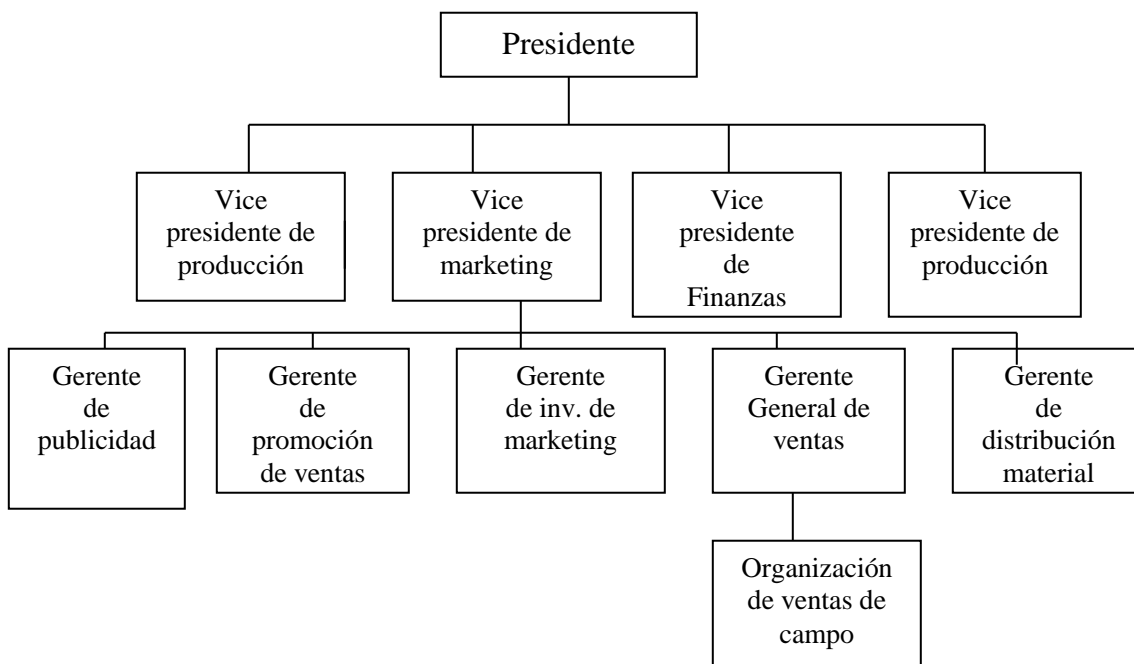 Presidente
Vice
presidente de
producción
Vice
presidente de
marketing
Vice
presidente
de
Finanzas
Vice
presidente de
producción
Gerente
de
publicidad
Gerente
de
promoción
de ventas
Gerente
de inv. de
marketing
Gerente
General de
ventas
Gerente
de
distribución
material
Organización
de ventas de
campo